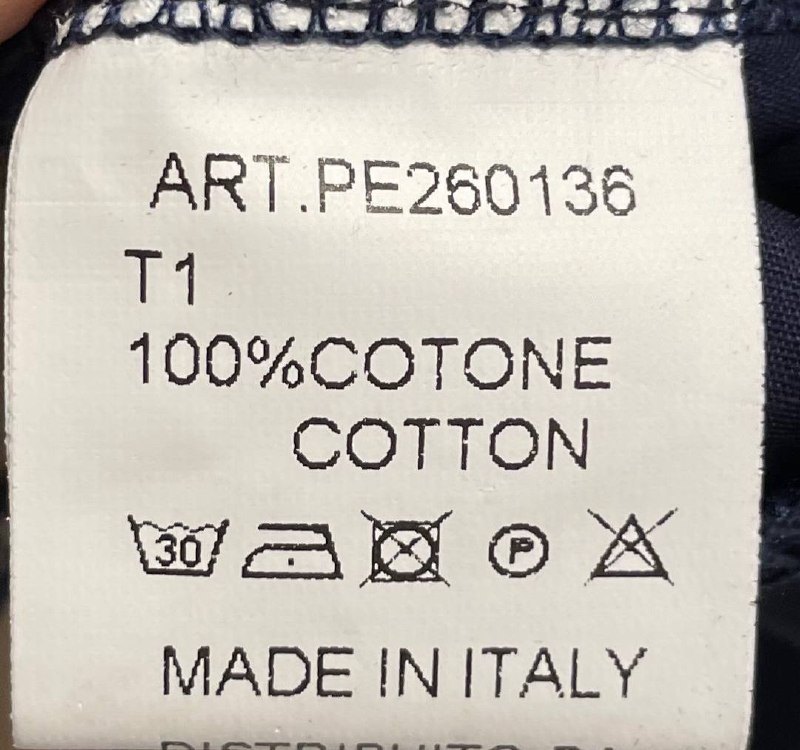 ART.PE260136
T1
100%COTONE
COTTON
30 P
MADE IN ITALY